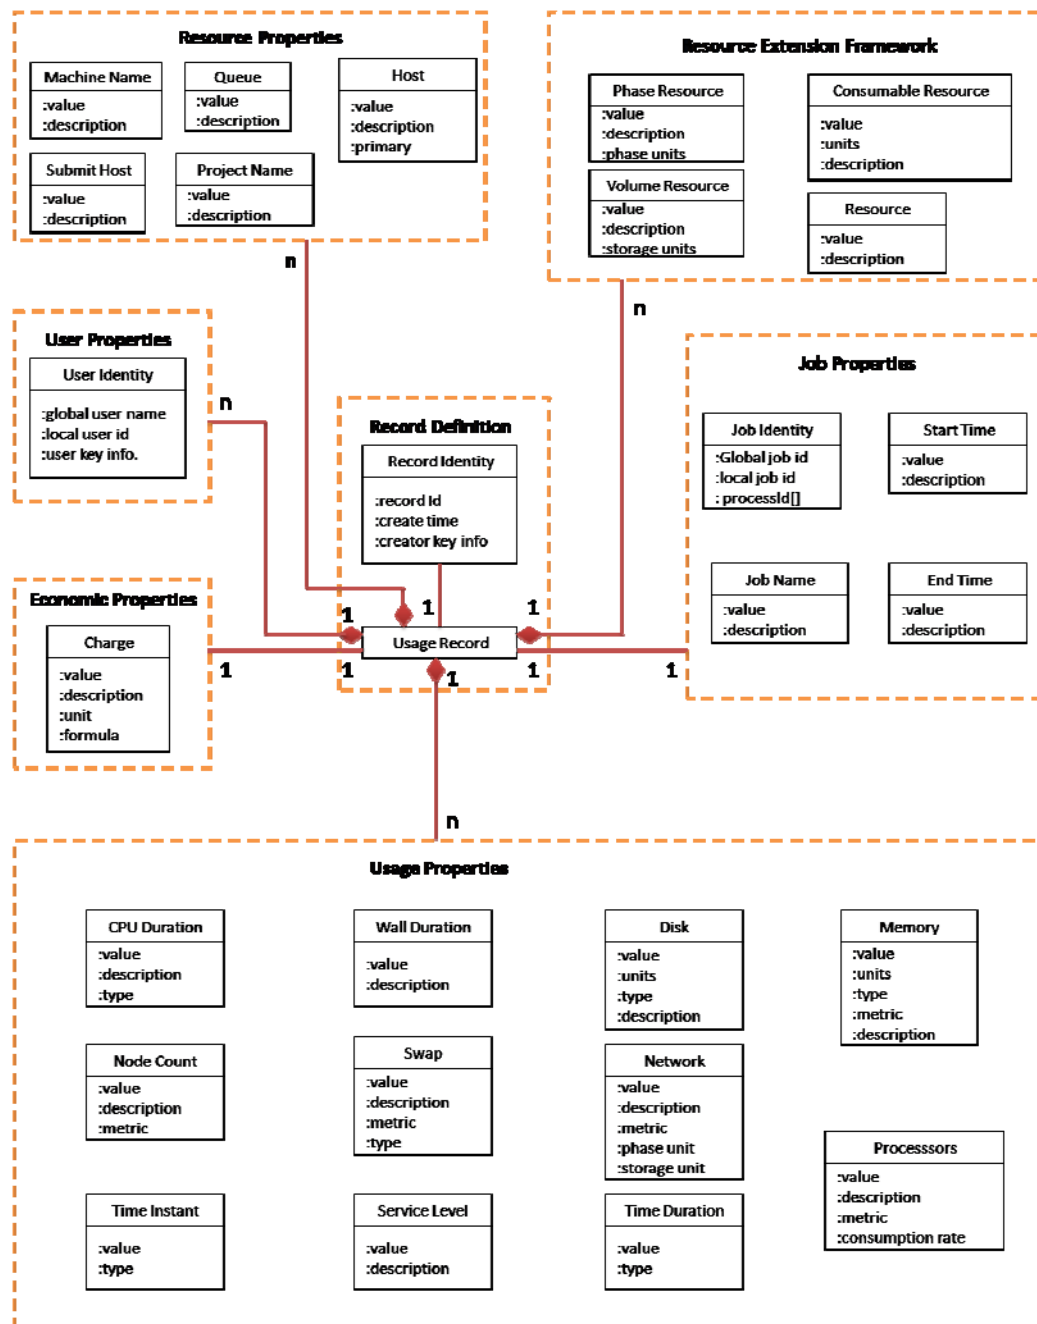 Resource Properties
Machine Name
:value
:description
Queue
:value
:description
Host
:value
:description
:primary
Submit Host
:value
:description
Project Name
:value
:description
Resource Extension Framework
Phase Resource
:value
:description
:phase units
Consumable Resource
:value
:units
:description
Volume Resource
:value
:description
:storage units
Resource
:value
:description
n
n
User Properties
User Identity
:global user name
:local user id
:user key info.
n
Record Definition
Record Identity
:record Id
:create time
:creator key info
Job Properties
Job Identity
:Global job id
:local job id
: processId[]
Start Time
:value
:description
Job Name
:value
:description
End Time
:value
:description
Economic Properties
Charge
:value
:description
:unit
:formula
1
1
1
Usage Record
1
1
1
1
1
n
Usage Properties
CPU Duration
:value
:description
:type
Wall Duration
:value
:description
Disk
:value
:units
:type
:description
Memory
:value
:units
:type
:metric
:description
Node Count
:value
:description
:metric
Swap
:value
:description
:metric
:type
Network
:value
:description
:metric
:phase unit
:storage unit
Processsors
:value
:description
:metric
:consumption rate
Time Instant
:value
:type
Service Level
:value
:description
Time Duration
:value
:type